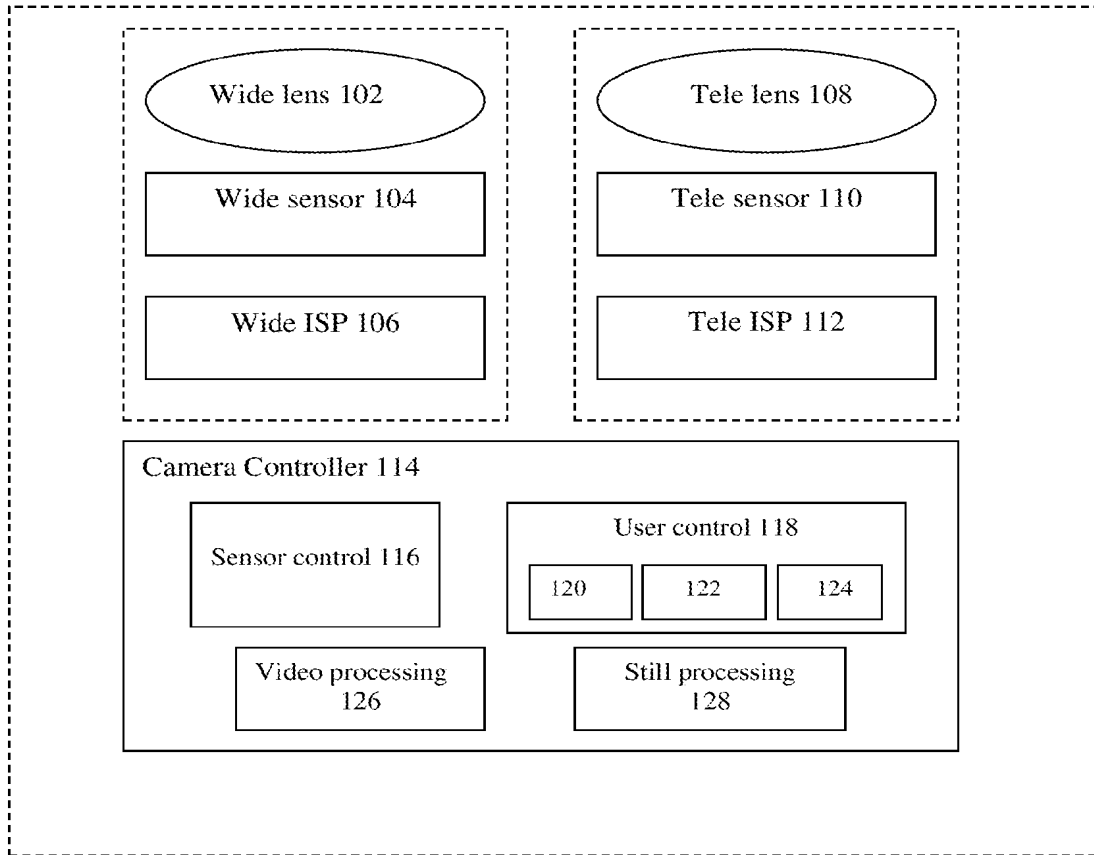 Wide lens 102
Tele lens 108
Wide sensor 104
Tele sensor 110
Wide ISP 106
Tele ISP 112
Camera Controller 114
Sensor control 116
User control 118
120
122
124
Video processing
126
Still processing
128